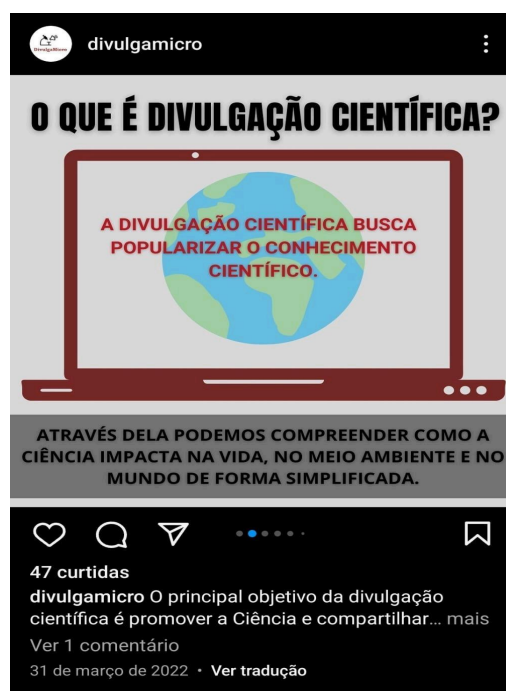 DivulgaMicro
divulgamicro
O QUE É DIVULGAÇÃO CIENTÍFICA?
A DIVULGAÇÃO CIENTÍFICA BUSCA
POPULARIZAR O CONHECIMENTO
CIENTÍFICO.
ATRAVÉS DELA PODEMOS COMPREENDER COMO A
CIÊNCIA IMPACTA NA VIDA, NO MEIO AMBIENTE E NO
MUNDO DE FORMA SIMPLIFICADA.
47 curtidas
divulgamicro O principal objetivo da divulgação
científica é promover a Ciência e compartilhar... mais
Ver 1 comentário
31 de março de 2022 • Ver tradução